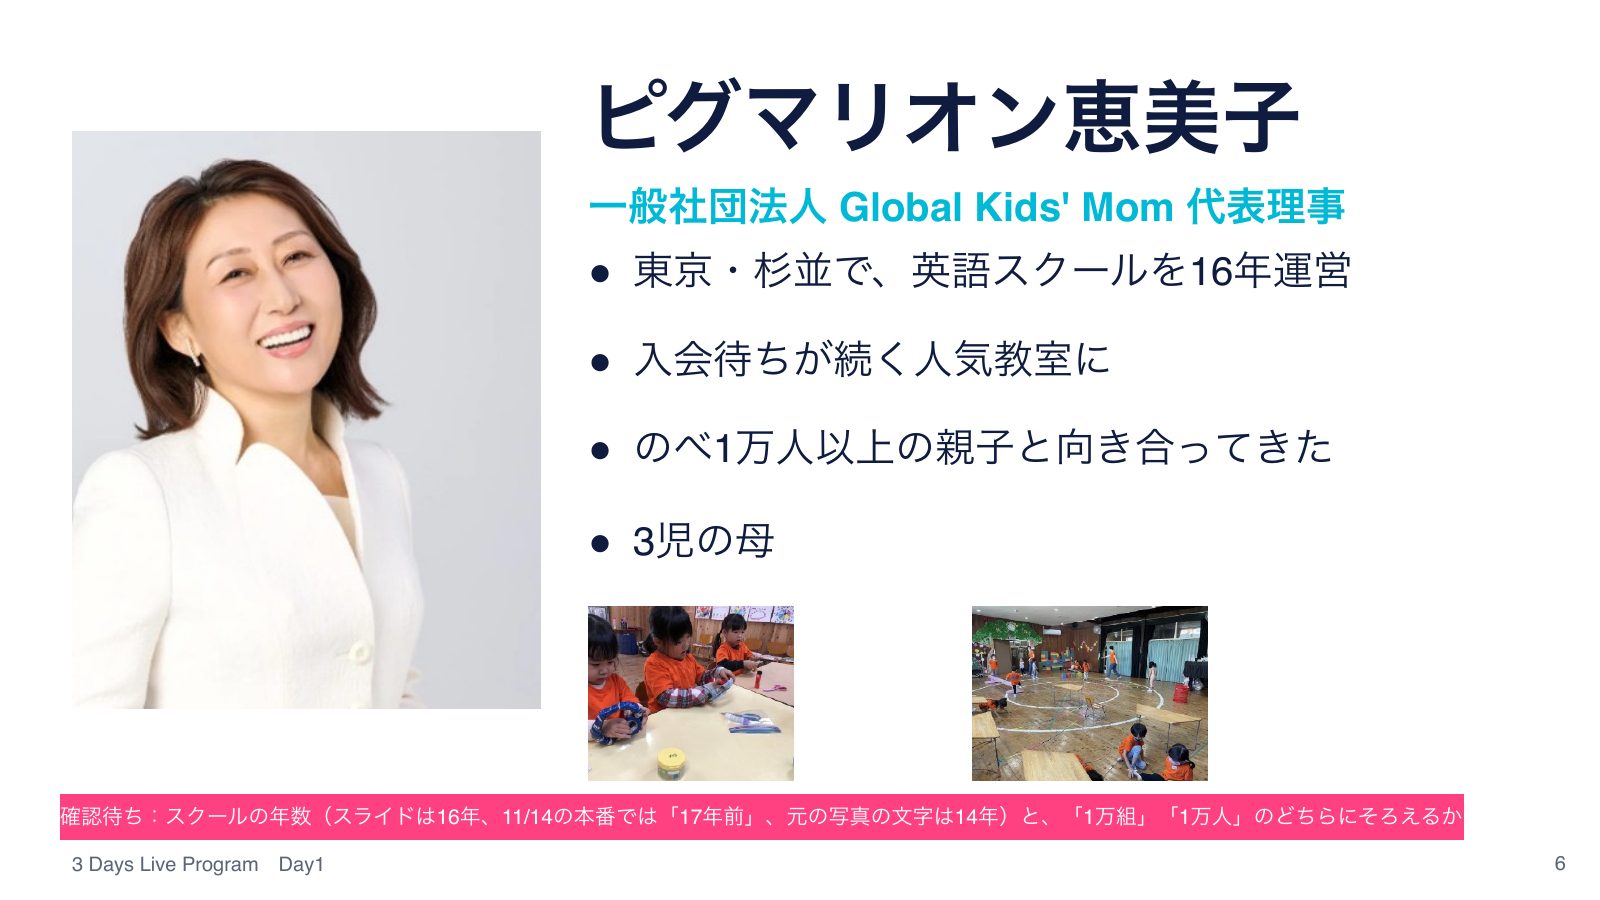 ピグマリオン恵美子
一般社団法人 Global Kids' Mom 代表理事
● 東京・杉並で、英語スクールを16年運営
● 入会待ちが続く人気教室に
● のべ1万人以上の親子と向き合ってきた
● 3児の母
確認待ち：スクールの年数（スライドは16年、11/14の本番では「17年前」、元の写真の文字は14年）と、「1万組」「1万人」のどちらにそろえるか
3 Days Live Program　Day1
6